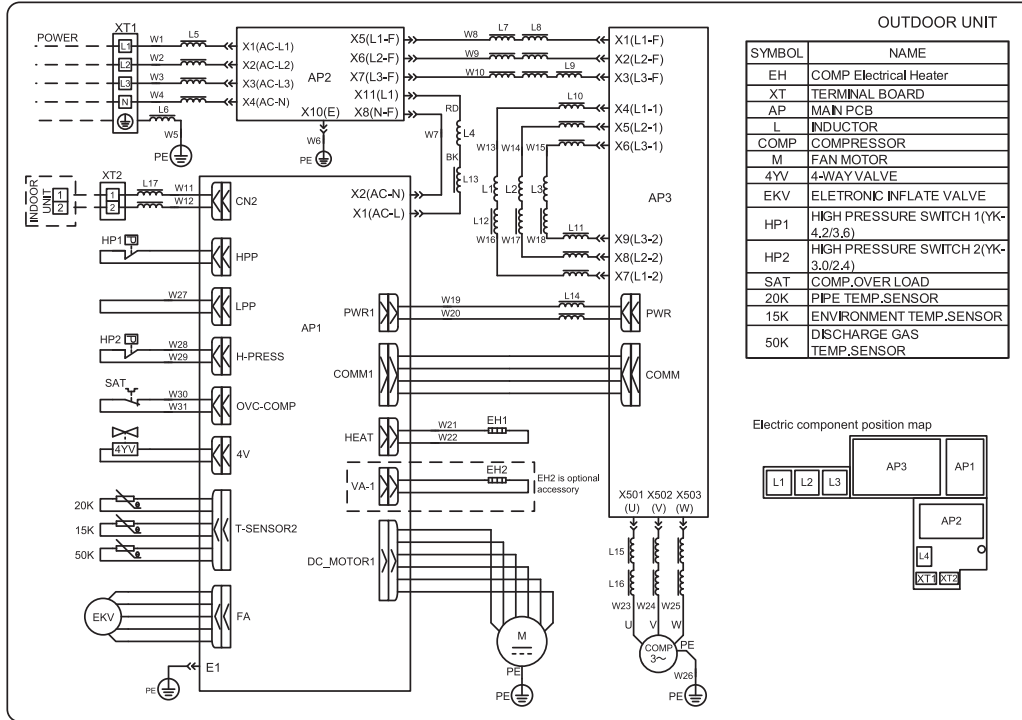 OUTDOOR UNIT
XT1
POWER
L1
L2
L3
N
W1
W2
W3
W4
L5
L6
W5
PE
X1(AC-L1)
X2(AC-L2)
X3(AC-L3)
X4(AC-N)
AP2
X10(E)
W6
PE
X5(L1-F)
X6(L2-F)
X7(L3-F)
X11(L1)
X8(N-F)
W8
L7
L8
W9
W10
L9
RD
W7
L4
BK
L13
X1(L1-F)
X2(L2-F)
X3(L3-F)
X4(L1-1)
X5(L2-1)
X6(L3-1)
L10
W13
W14
W15
L1
L2
L3
L12
W16
W17
W18
L11
X9(L3-2)
X8(L2-2)
X7(L1-2)
AP3
INDOOR
UNIT
1
2
XT2
1
2
L17
W11
W12
CN2
X2(AC-N)
X1(AC-L)
HP1
P
HPP
W27
LPP
AP1
HP2
P
W28
W29
H-PRESS
SAT
W30
W31
OVC-COMP
4YV
4V
20K
15K
50K
θ
θ
θ
T-SENSOR2
EKV
FA
E1
PE
PWR1
W19
W20
L14
PWR
COMM1
COMM
HEAT
W21
W22
EH1
VA-1
EH2
EH2 is optional
accessory
DC_MOTOR1
M
PE
PE
X501 X502 X503
(U) (V) (W)
L15
L16
W23 W24 W25
U V W
COMP
3～
PE
W26
PE
SYMBOL NAME
EH COMP Electrical Heater
XT TERMINAL BOARD
AP MAIN PCB
L INDUCTOR
COMP COMPRESSOR
M FAN MOTOR
4YV 4-WAY VALVE
EKV ELETRONIC INFLATE VALVE
HP1 HIGH PRESSURE SWITCH 1(YK-
4.2/3.6)
HP2 HIGH PRESSURE SWITCH 2(YK-
3.0/2.4)
SAT COMP.OVER LOAD
20K PIPE TEMP.SENSOR
15K ENVIRONMENT TEMP.SENSOR
50K DISCHARGE GAS
TEMP.SENSOR
Electric component position map
L1 L2 L3
AP3
AP1
AP2
L4
XT1 XT2